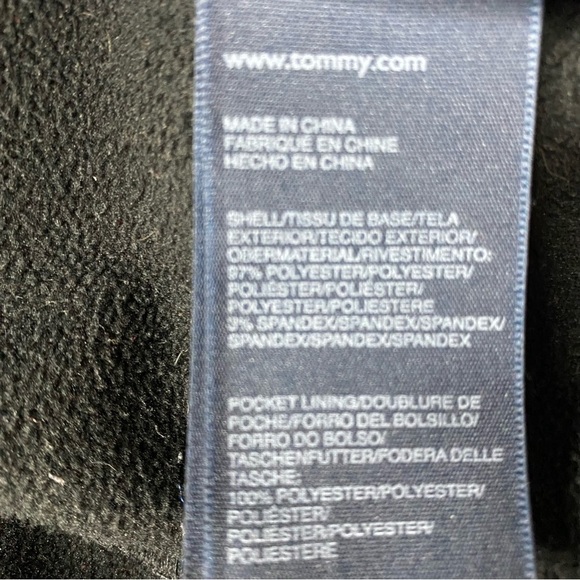 www.tommy.com
MADE IN CHINA
FABRIQUÉ EN CHINE
HECHO EN CHINA
SHELL/TISSU DE BASE/TELA
EXTERIOR/TECIDO EXTERIOR/
OBERMATERIAL/RIVESTIMENTO:
97% POLYESTER/POLYESTER/
POLIÉSTER/POLIÉSTER/
POLYESTER/POLIESTERE
3% SPANDEX/SPANDEX/SPANDEX/
SPANDEX/SPANDEX/SPANDEX
POCKET LINING/DOUBLURE DE
POCHE/FORRO DEL BOLSILLO/
FORRO DO BOLSO/
TASCHENFUTTER/FODERA DELLE
TASCHE:
100% POLYESTER/POLYESTER/
POLIÉSTER/
POLIÉSTER/POLYESTER/
POLIESTERE